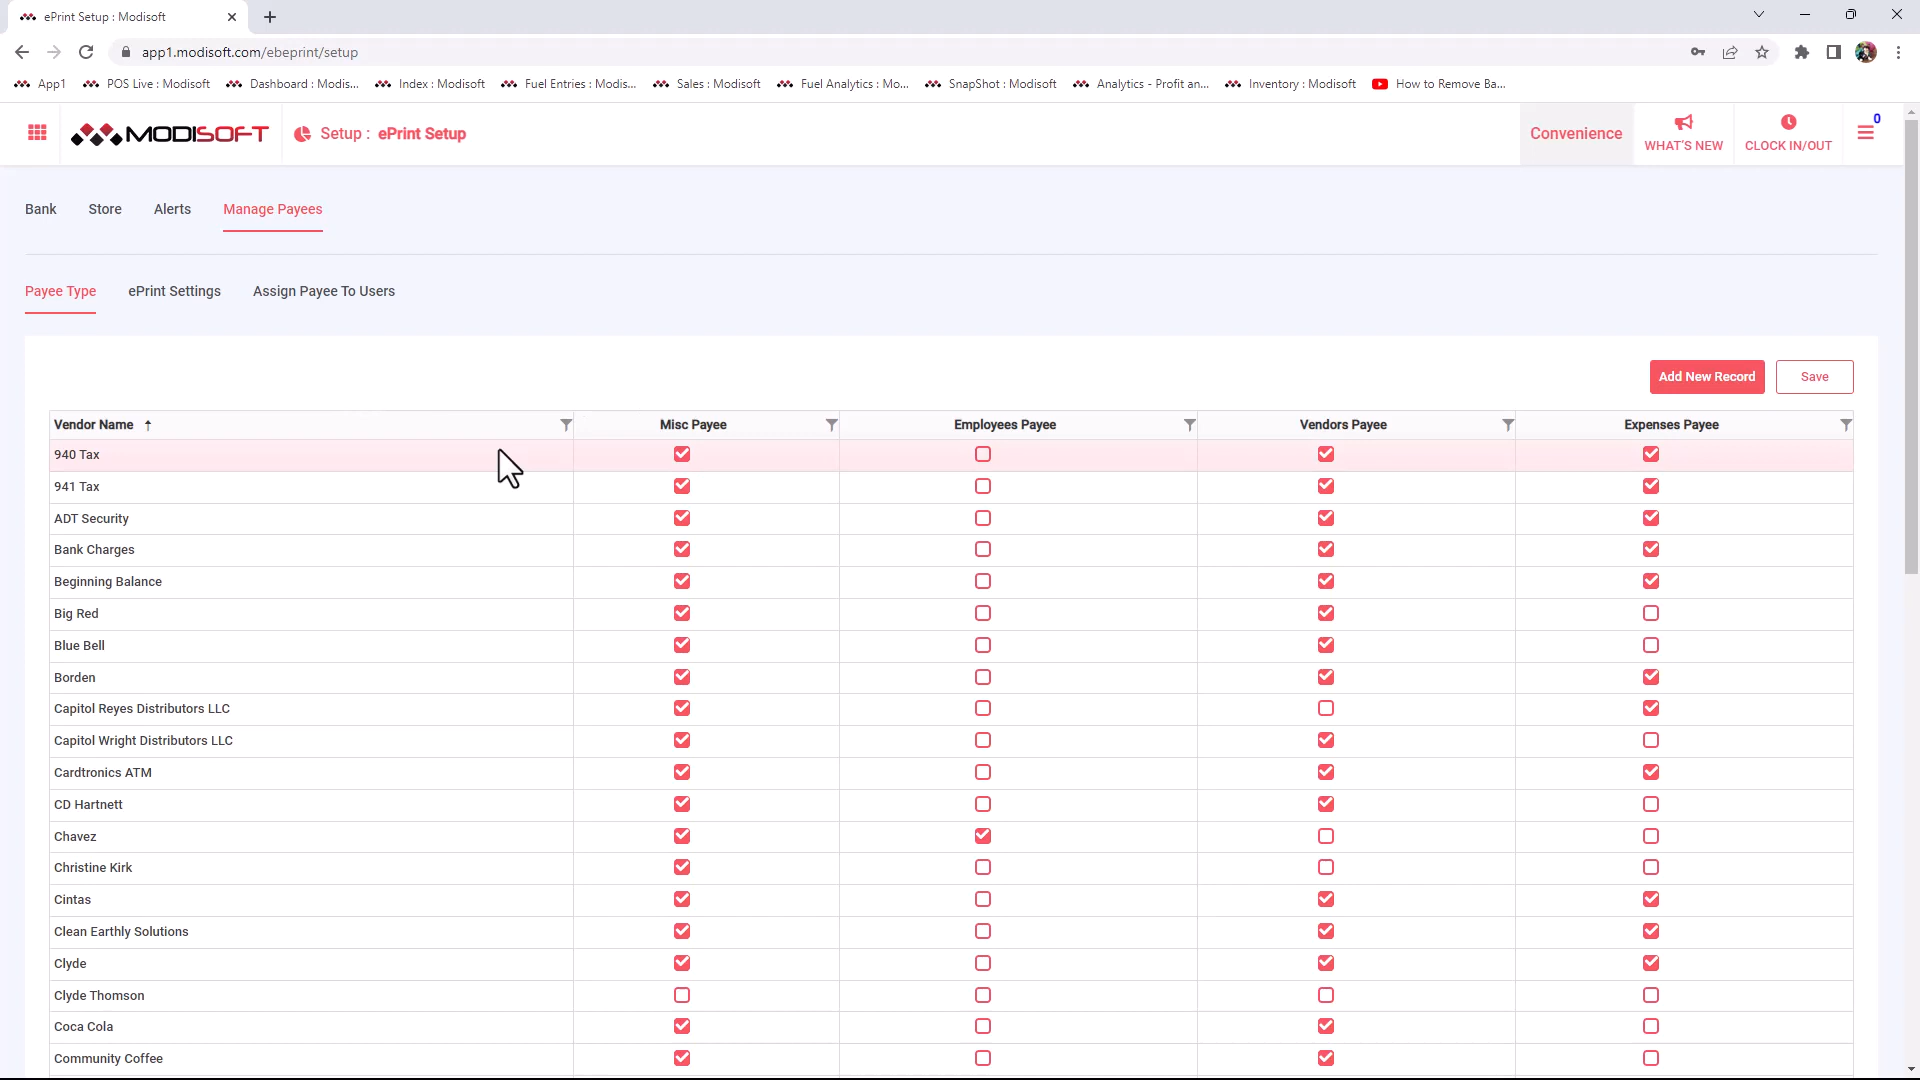 ePrint Setup : Modisoft
app1.modisoft.com/ebeprint/setup
App1 POS Live : Modisoft Dashboard : Modis... Index : Modisoft Fuel Entries : Modis... Sales : Modisoft Fuel Analytics : Mo... SnapShot : Modisoft Analytics - Profit an... Inventory : Modisoft How to Remove Ba...
MODISOFT Setup : ePrint Setup Convenience WHAT'S NEW CLOCK IN/OUT 0
Bank Store Alerts Manage Payees
Payee Type ePrint Settings Assign Payee To Users
Add New Record Save
Vendor Name ↑ Misc Payee Employees Payee Vendors Payee Expenses Payee
940 Tax
941 Tax
ADT Security
Bank Charges
Beginning Balance
Big Red
Blue Bell
Borden
Capitol Reyes Distributors LLC
Capitol Wright Distributors LLC
Cardtronics ATM
CD Hartnett
Chavez
Christine Kirk
Cintas
Clean Earthly Solutions
Clyde
Clyde Thomson
Coca Cola
Community Coffee